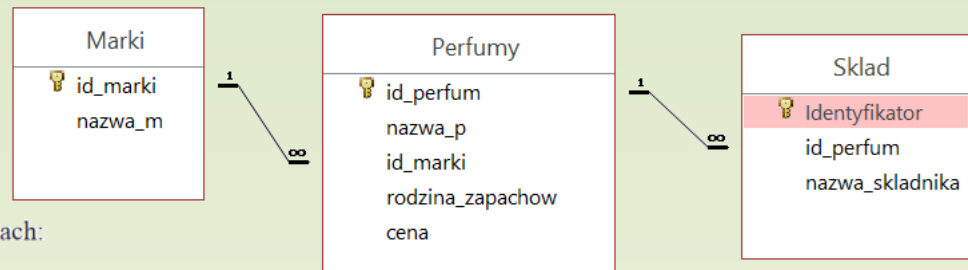 Marki
id_marki
nazwa_m
1
∞
Perfumy
id_perfum
nazwa_p
id_marki
rodzina_zapachow
cena
1
∞
Sklad
Identyfikator
id_perfum
nazwa_skladnika
ach: